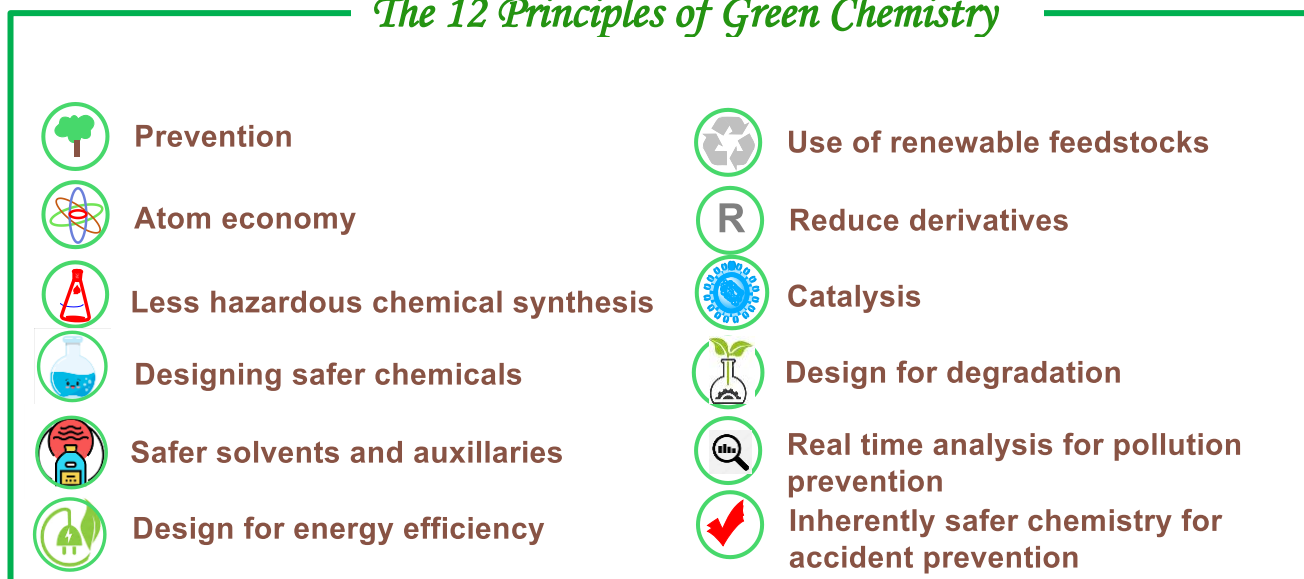 The 12 Principles of Green Chemistry
Prevention
Atom economy
Less hazardous chemical synthesis
Designing safer chemicals
Safer solvents and auxillaries
Design for energy efficiency
Use of renewable feedstocks
R
Reduce derivatives
Catalysis
Design for degradation
Real time analysis for pollution
prevention
Inherently safer chemistry for
accident prevention